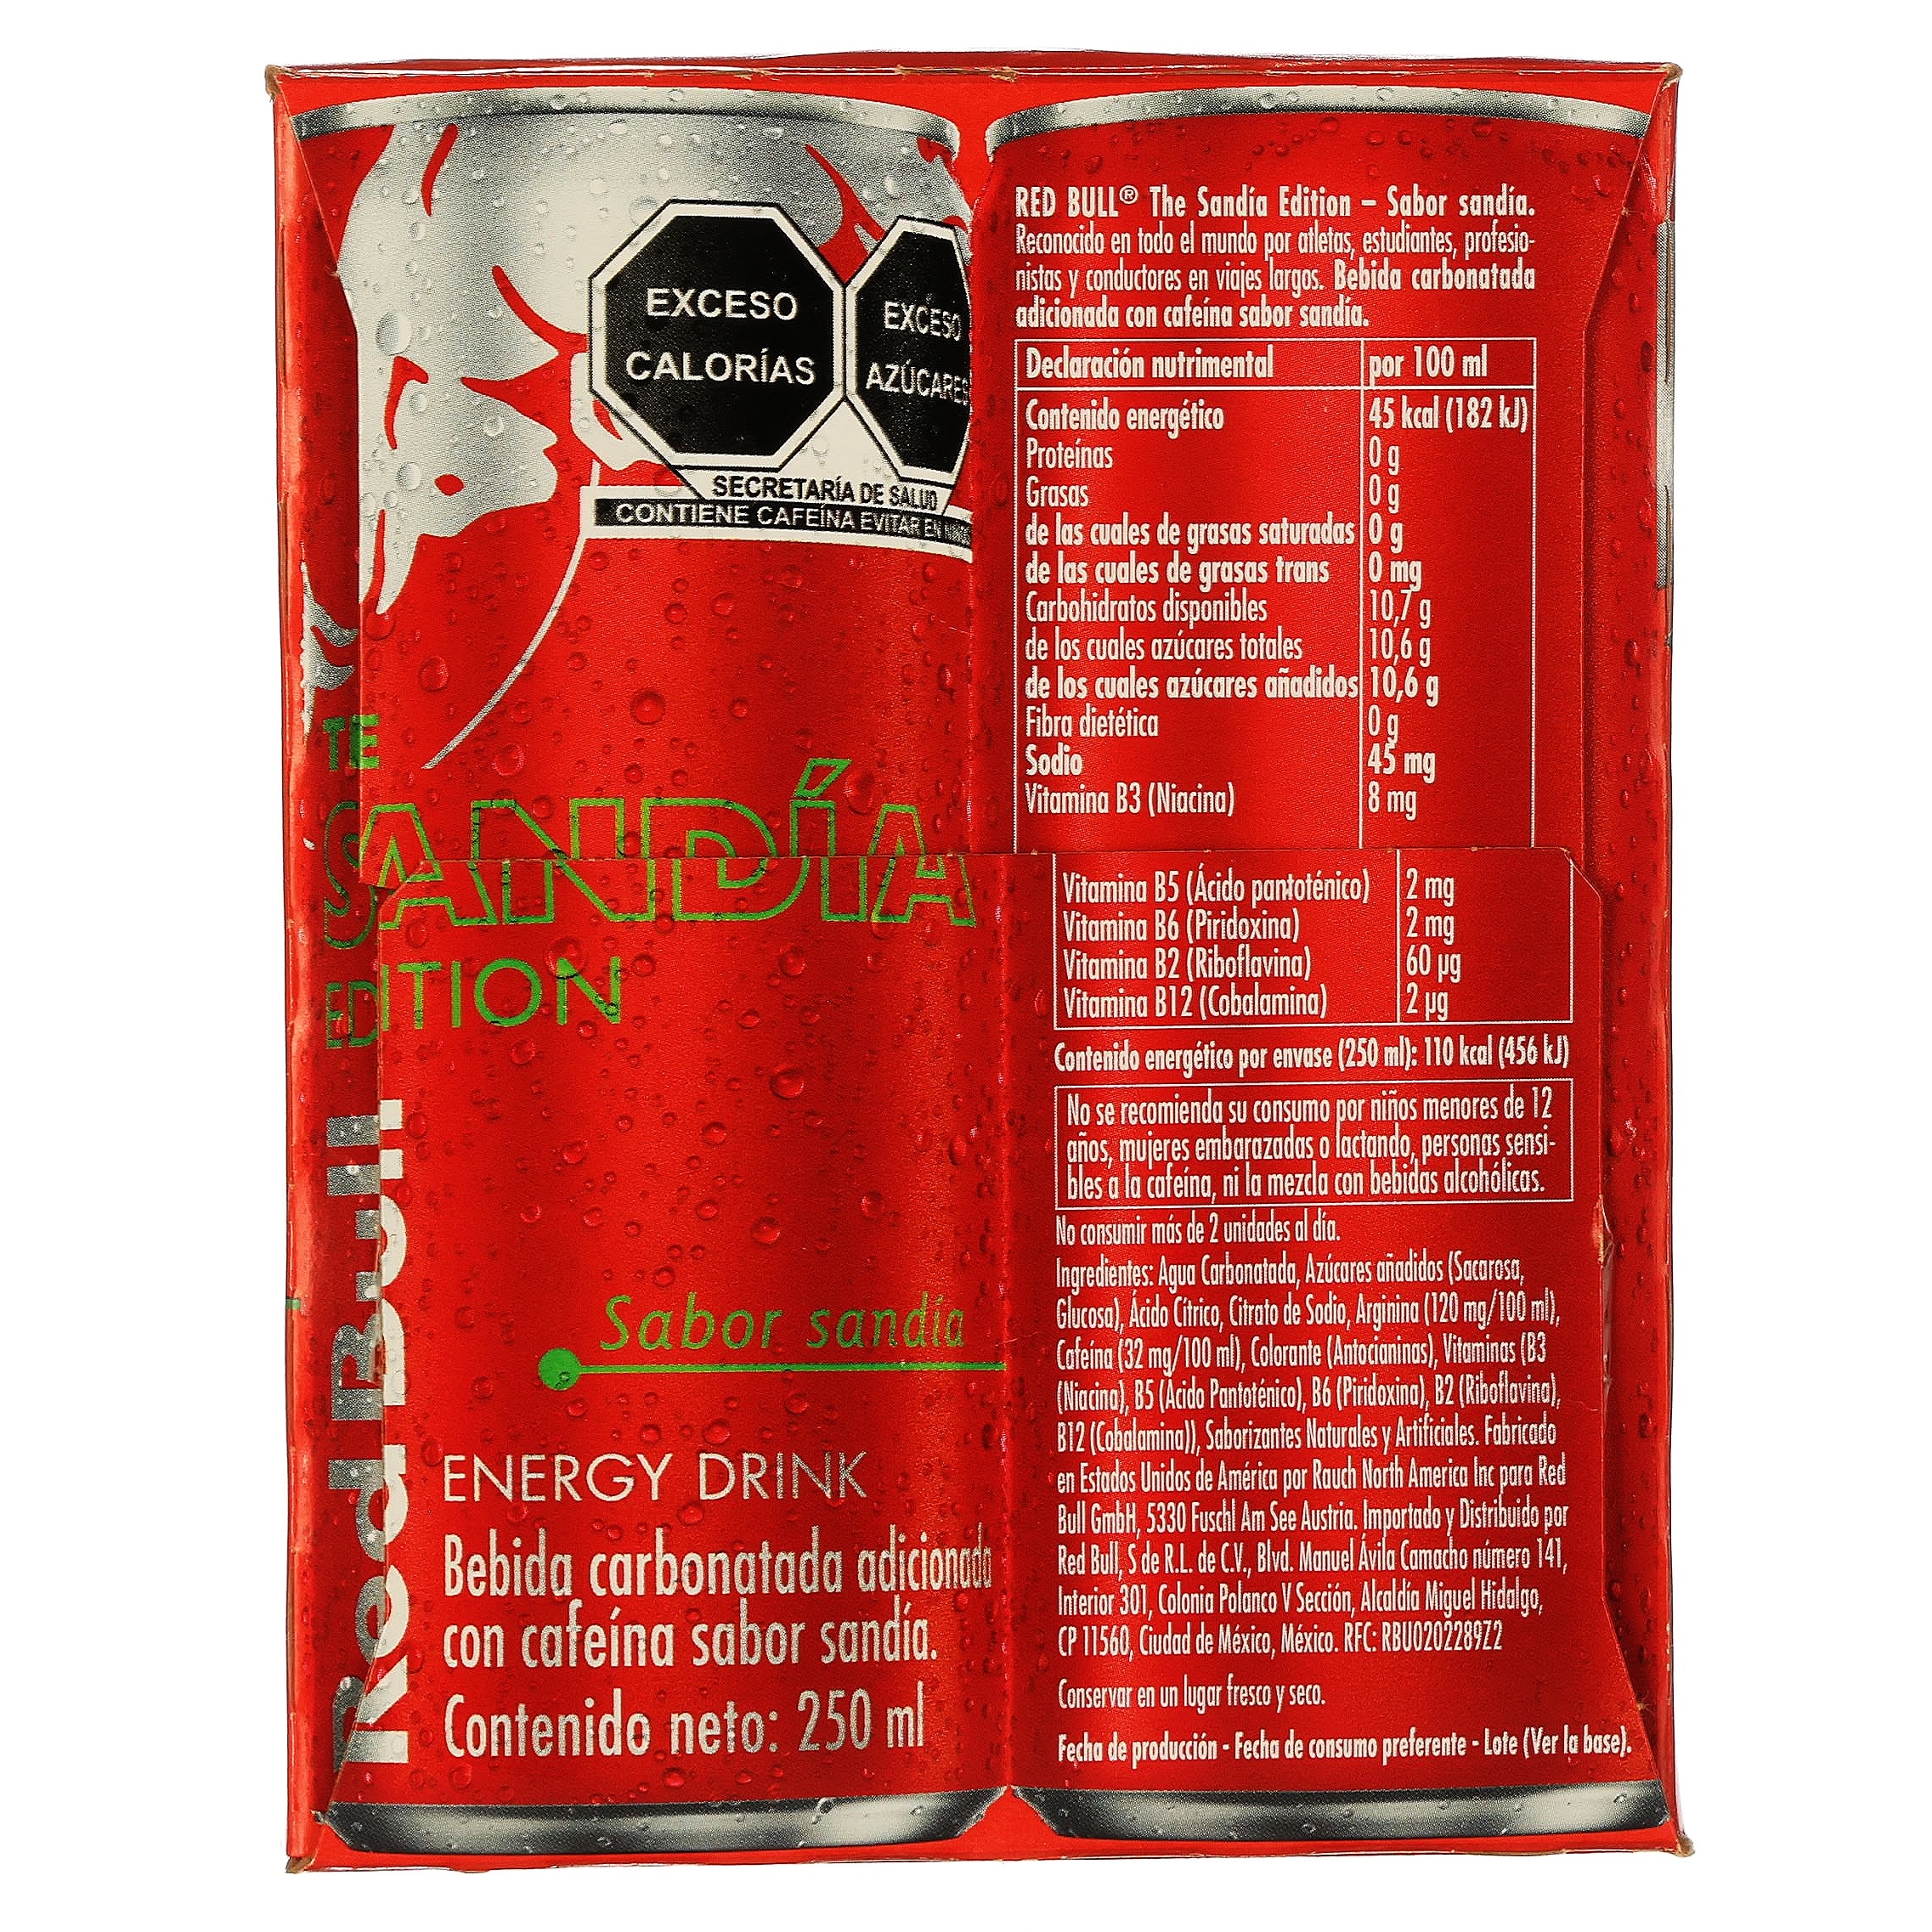 EXCESO
CALORÍAS
EXCESO
AZÚCARES
SECRETARÍA DE SALUD
CONTIENE CAFEÍNA EVITAR EN NIÑOS
TE
SANDÍA
EDITION
Red Bull
Sabor sandía
ENERGY DRINK
Bebida carbonatada adicionada
con cafeína sabor sandía.
Contenido neto: 250 ml
RED BULL® The Sandía Edition – Sabor sandía.
Reconocido en todo el mundo por atletas, estudiantes, profesio-
nistas y conductores en viajes largos. Bebida carbonatada
adicionada con cafeína sabor sandía.
Declaración nutrimental por 100 ml
Contenido energético 45 kcal (182 kJ)
Proteínas 0 g
Grasas 0 g
de las cuales de grasas saturadas 0 g
de las cuales de grasas trans 0 mg
Carbohidratos disponibles 10,7 g
de los cuales azúcares totales 10,6 g
de los cuales azúcares añadidos 10,6 g
Fibra dietética 0 g
Sodio 45 mg
Vitamina B3 (Niacina) 8 mg
Vitamina B5 (Ácido pantoténico) 2 mg
Vitamina B6 (Piridoxina) 2 mg
Vitamina B2 (Riboflavina) 60 µg
Vitamina B12 (Cobalamina) 2 µg
Contenido energético por envase (250 ml): 110 kcal (456 kJ)
No se recomienda su consumo por niños menores de 12
años, mujeres embarazadas o lactando, personas sensi-
bles a la cafeína, ni la mezcla con bebidas alcohólicas.
No consumir más de 2 unidades al día.
Ingredientes: Agua Carbonatada, Azúcares añadidos (Sacarosa,
Glucosa), Ácido Cítrico, Citrato de Sodio, Arginina (120 mg/100 ml),
Cafeína (32 mg/100 ml), Colorante (Antocianinas), Vitaminas (B3
(Niacina), B5 (Ácido Pantoténico), B6 (Piridoxina), B2 (Riboflavina),
B12 (Cobalamina)), Saborizantes Naturales y Artificiales. Fabricado
en Estados Unidos de América por Rauch North America Inc para Red
Bull GmbH, 5330 Fuschl Am See Austria. Importado y Distribuido por
Red Bull, S de R.L. de C.V., Blvd. Manuel Ávila Camacho número 141,
Interior 301, Colonia Polanco V Sección, Alcaldía Miguel Hidalgo,
CP 11560, Ciudad de México, México. RFC: RBU0202289Z2
Conservar en un lugar fresco y seco.
Fecha de producción - Fecha de consumo preferente - Lote (Ver la base).